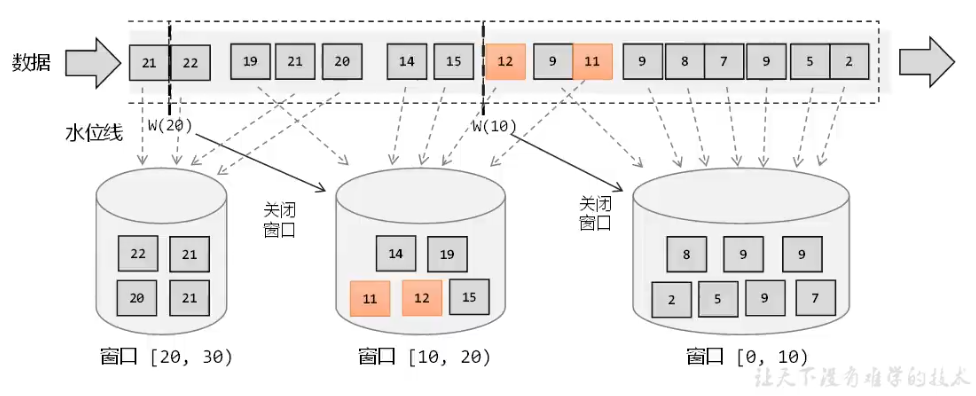 数据
21 22 19 21 20 14 15 12 9 11 9 8 7 9 5 2
水位线 W(20) W(10)
关闭
窗口
关闭
窗口
22 21
20 21
14 19
11 12 15
8 9 9
2 5 9 7
窗口 [20, 30) 窗口 [10, 20) 窗口 [0, 10)
让天下没有难学的技术